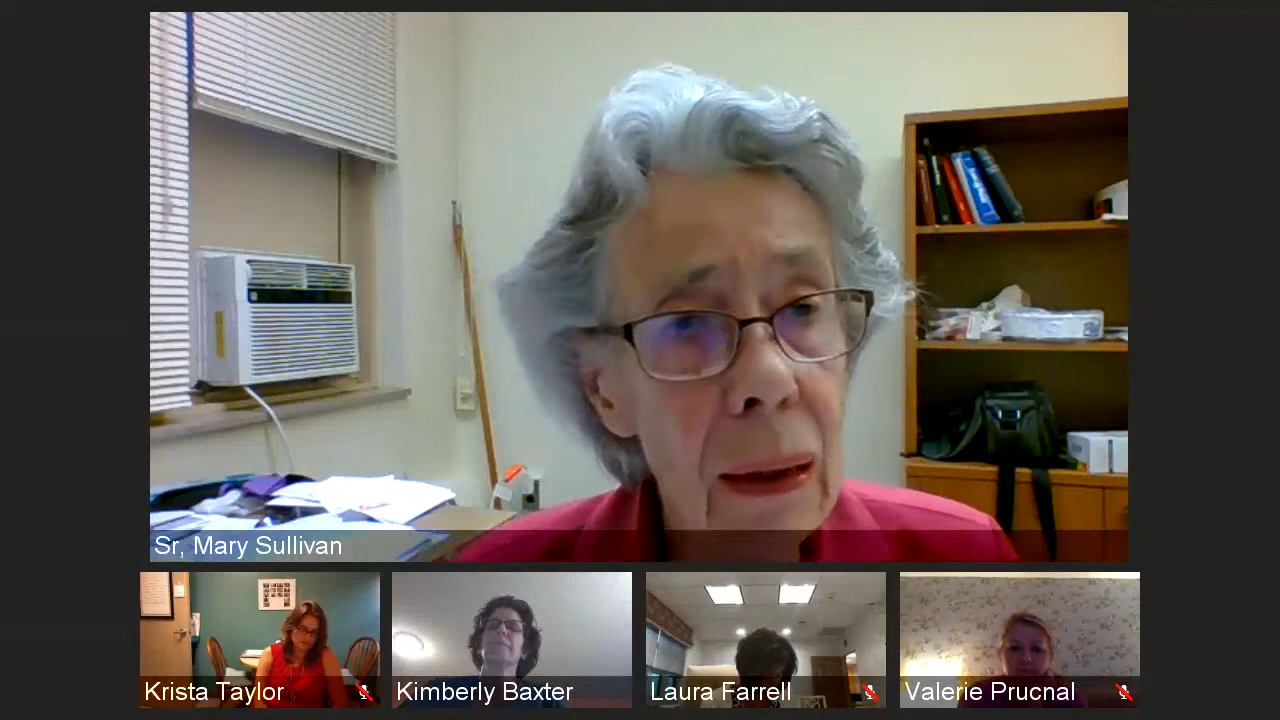 Sr, Mary Sullivan
Krista Taylor
Kimberly Baxter
Laura Farrell
Valerie Prucnal